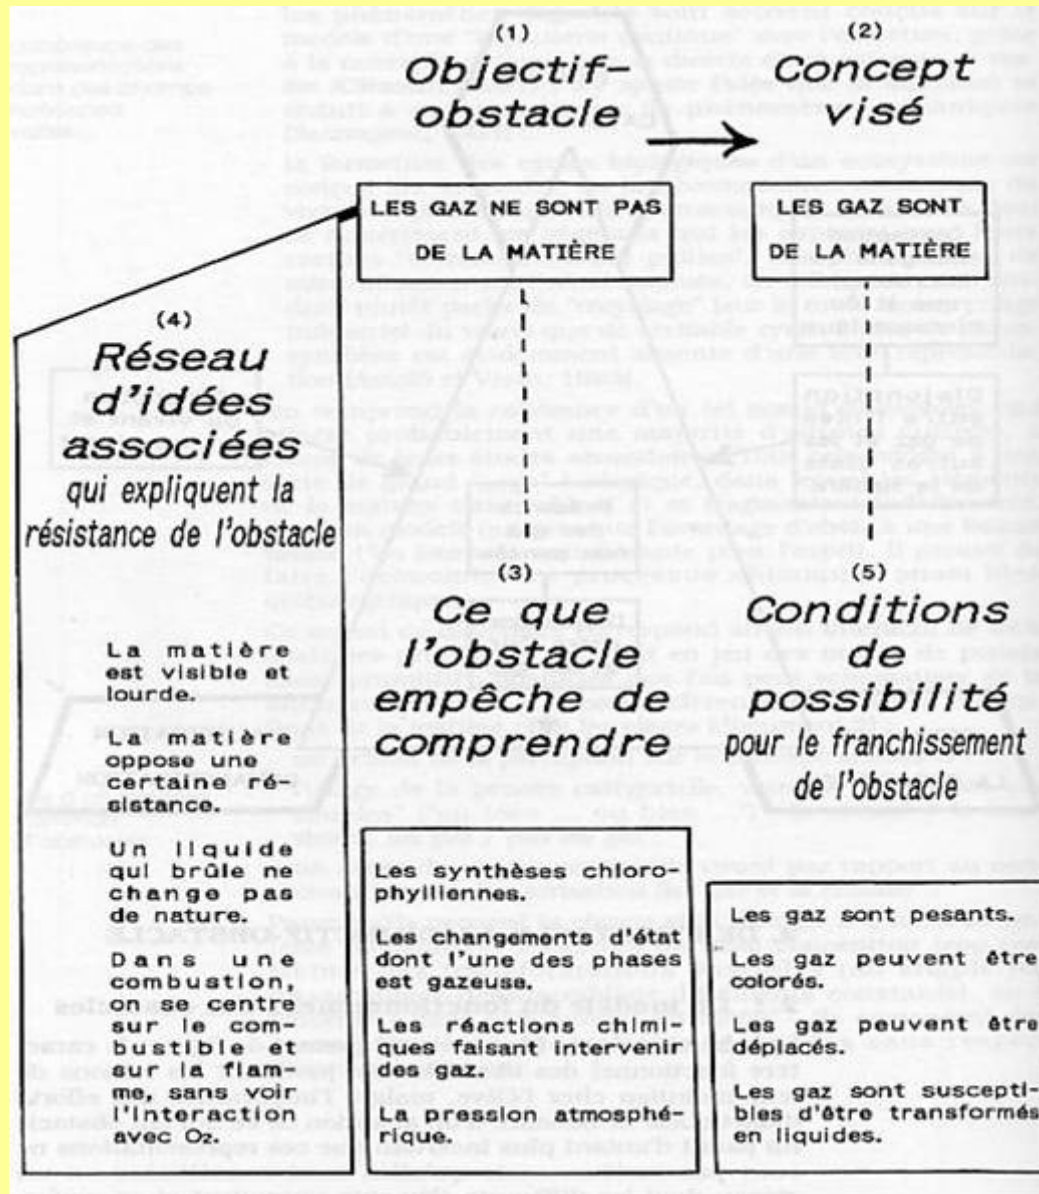 (1)
Objectif-
obstacle
(2)
Concept
visé
LES GAZ NE SONT PAS
DE LA MATIÈRE
LES GAZ SONT
DE LA MATIÈRE
(4)
Réseau
d'idées
associées
qui expliquent la
résistance de l'obstacle
La matière
est visible et
lourde.
La matière
oppose une
certaine ré-
sistance.
Un liquide
qui brûle ne
change pas
de nature.
Dans une
combustion,
on se centre
sur le com-
bustible et
sur la flam-
me, sans voir
l'interaction
avec O₂.
(3)
Ce que
l'obstacle
empêche de
comprendre
Les synthèses chloro-
phylliennes.
Les changements d'état
dont l'une des phases
est gazeuse.
Les réactions chimi-
ques faisant intervenir
des gaz.
La pression atmosphé-
rique.
(5)
Conditions
de
possibilité
pour le franchissement
de l'obstacle
Les gaz sont pesants.
Les gaz peuvent être
colorés.
Les gaz peuvent être
déplacés.
Les gaz sont suscepti-
bles d'être transformés
en liquides.